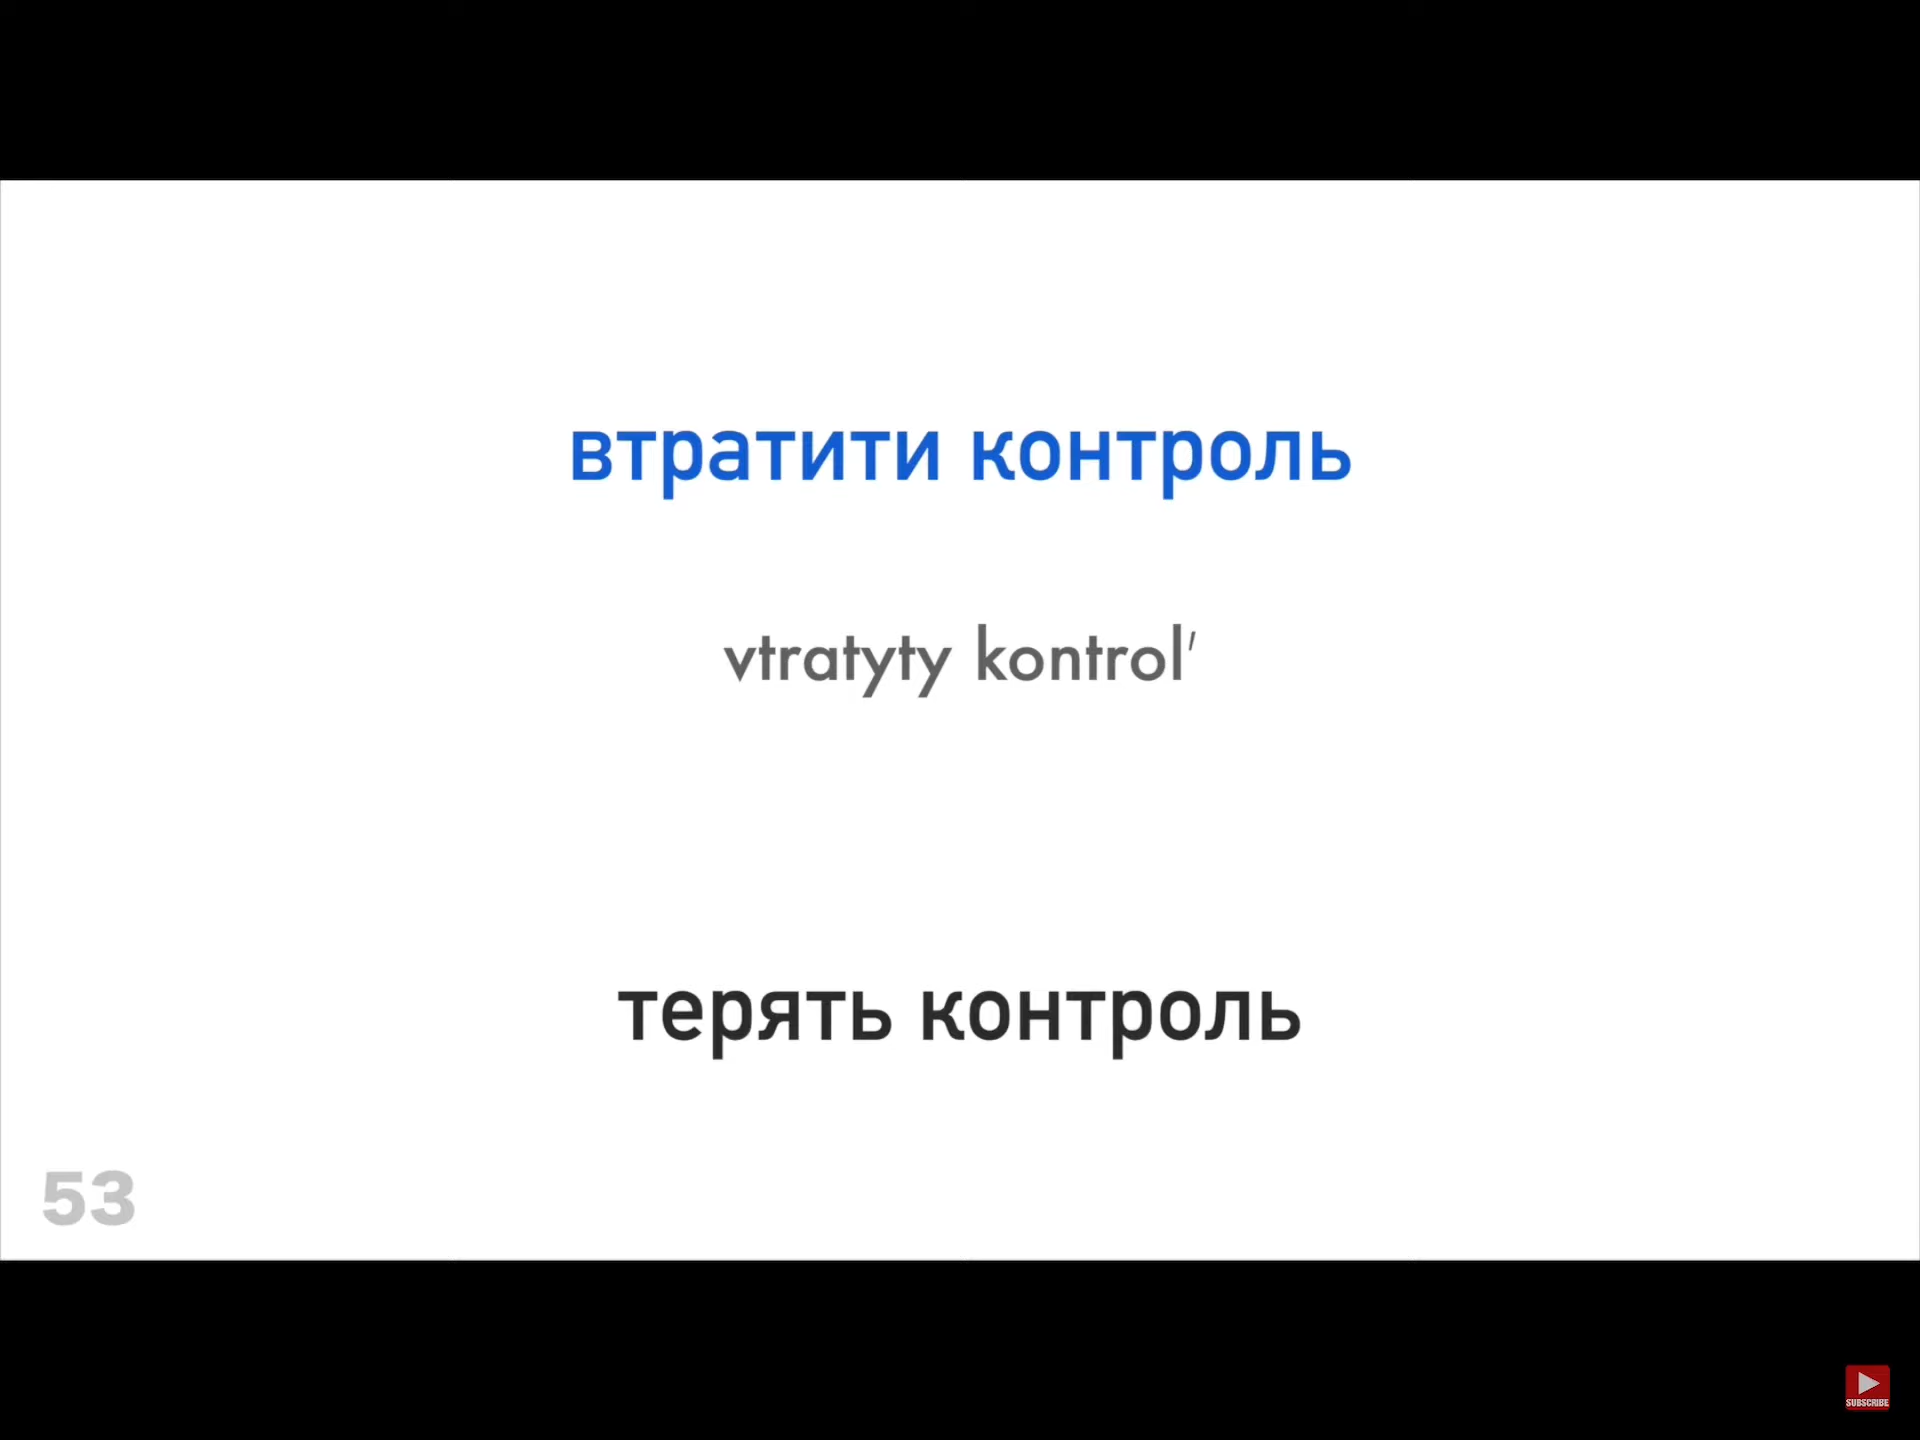 втратити контроль
vtratyty kontrol′
терять контроль
53
SUBSCRIBE